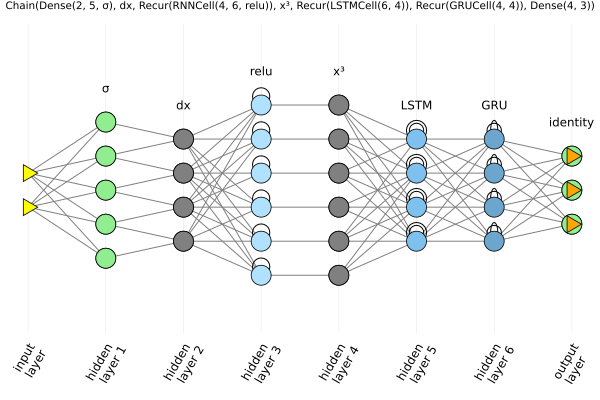 Chain(Dense(2, 5, σ), dx, Recur(RNNCell(4, 6, relu)), x³, Recur(LSTMCell(6, 4)), Recur(GRUCell(4, 4)), Dense(4, 3))
relu
x³
σ
dx
LSTM
GRU
identity
input
layer
hidden
layer 1
hidden
layer 2
hidden
layer 3
hidden
layer 4
hidden
layer 5
hidden
layer 6
output
layer